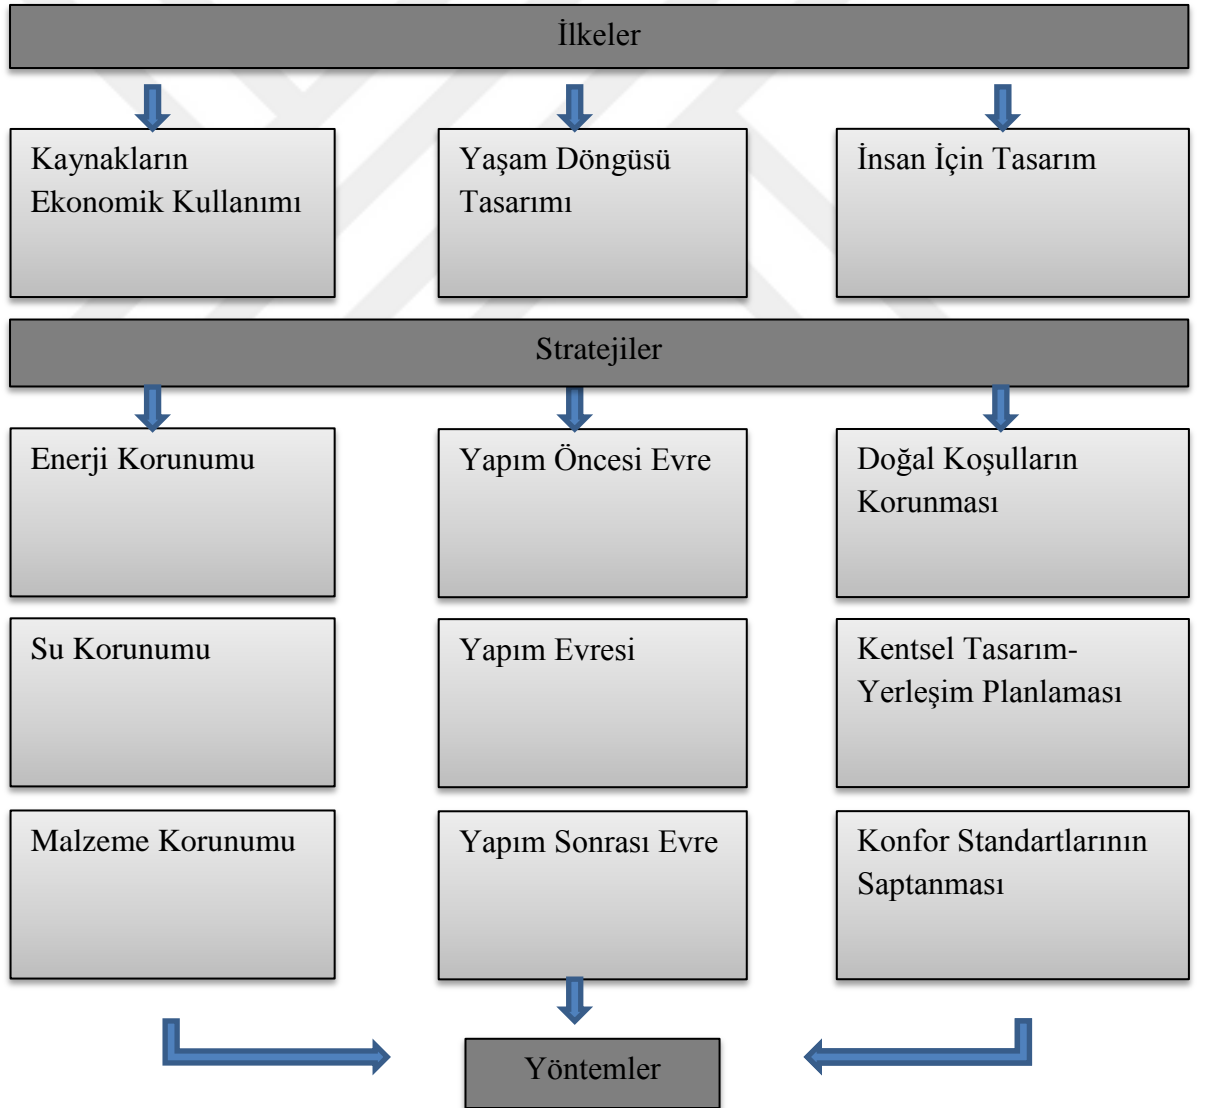 İlkeler
Kaynakların
Ekonomik Kullanımı
Yaşam Döngüsü
Tasarımı
İnsan İçin Tasarım
Stratejiler
Enerji Korunumu
Yapım Öncesi Evre
Doğal Koşulların
Korunması
Su Korunumu
Yapım Evresi
Kentsel Tasarım-
Yerleşim Planlaması
Malzeme Korunumu
Yapım Sonrası Evre
Konfor Standartlarının
Saptanması
Yöntemler